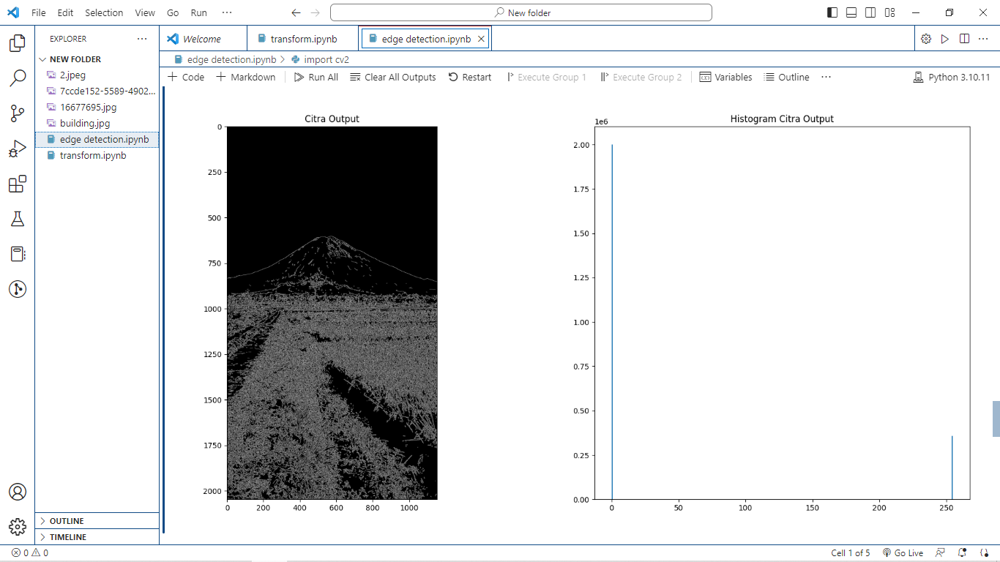 File Edit Selection View Go Run ··· New folder
EXPLORER ···
NEW FOLDER
2.jpeg
7ccde152-5589-4902...
16677695.jpg
building.jpg
edge detection.ipynb
transform.ipynb
OUTLINE
TIMELINE
Welcome transform.ipynb edge detection.ipynb
edge detection.ipynb > import cv2
Code Markdown Run All Clear All Outputs Restart Execute Group 1 Execute Group 2 Variables Outline ··· Python 3.10.11
Citra Output
0
250
500
750
1000
1250
1500
1750
2000
0 200 400 600 800 1000
Histogram Citra Output
1e6
2.00
1.75
1.50
1.25
1.00
0.75
0.50
0.25
0.00
0 50 100 150 200 250
0 0 Cell 1 of 5 Go Live